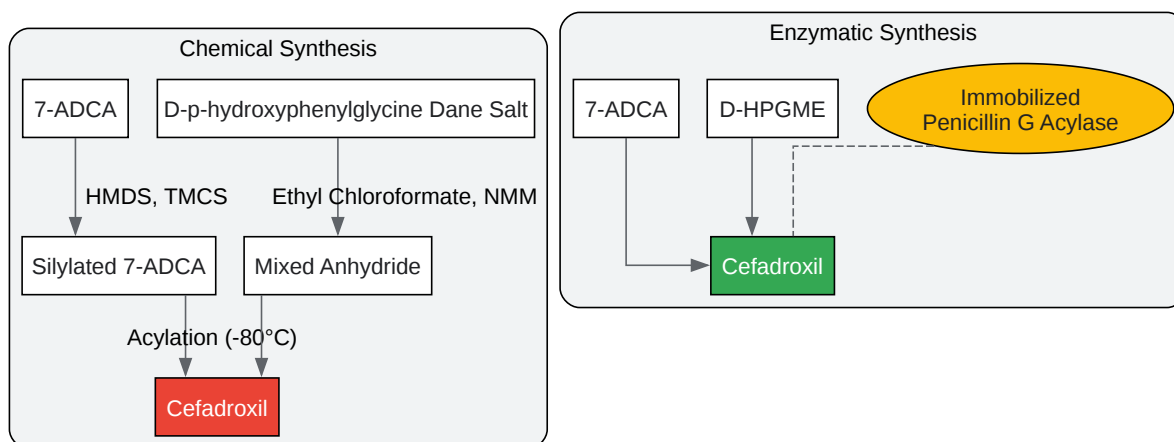 Chemical Synthesis
7-ADCA
D-p-hydroxyphenylglycine Dane Salt
HMDS, TMCS
Ethyl Chloroformate, NMM
Silylated 7-ADCA
Mixed Anhydride
Acylation (-80°C)
Cefadroxil
Enzymatic Synthesis
7-ADCA
D-HPGME
Immobilized
Penicillin G Acylase
Cefadroxil